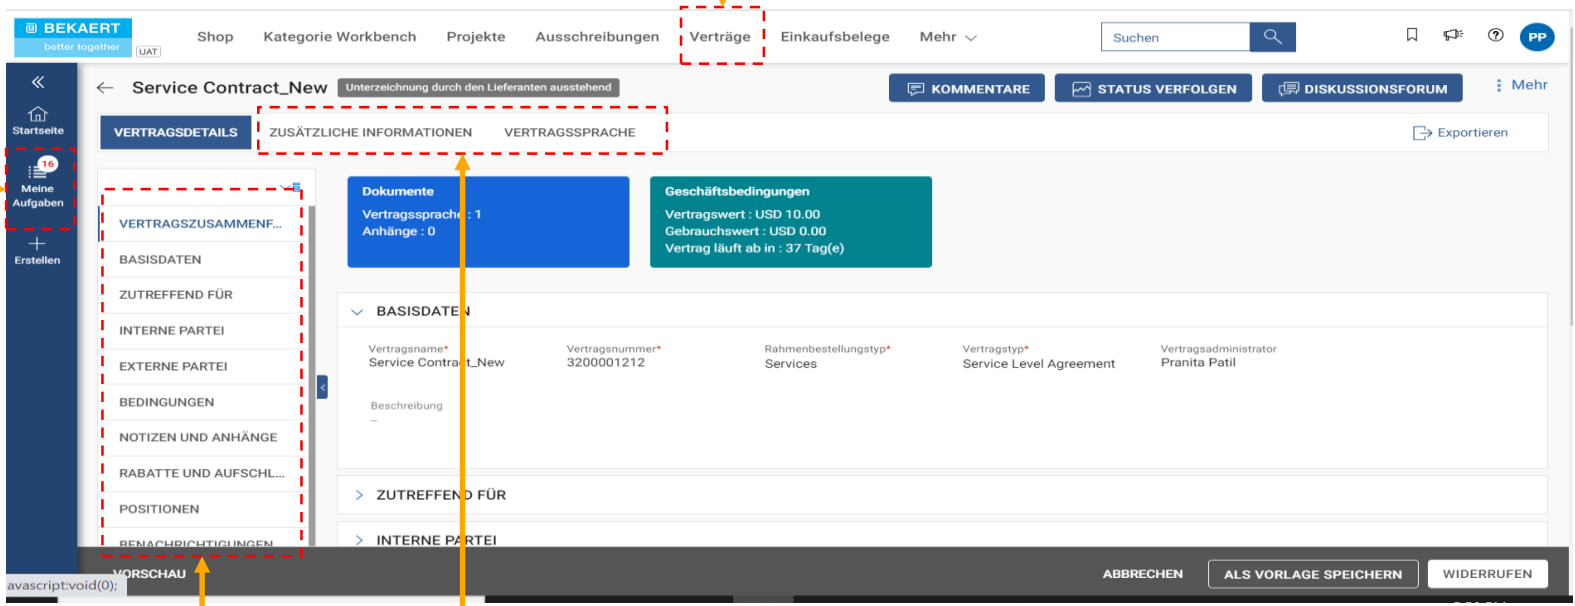 BEKAERT
better together
UAT
Shop
Kategorie Workbench
Projekte
Ausschreibungen
Verträge
Einkaufsbelege
Mehr
Suchen
PP
Startseite
16
Meine
Aufgaben
Erstellen
Service Contract_New
Unterzeichnung durch den Lieferanten ausstehend
KOMMENTARE
STATUS VERFOLGEN
DISKUSSIONSFORUM
Mehr
VERTRAGSDETAILS
ZUSÄTZLICHE INFORMATIONEN
VERTRAGSSPRACHE
Exportieren
VERTRAGSZUSAMMENF...
BASISDATEN
ZUTREFFEND FÜR
INTERNE PARTEI
EXTERNE PARTEI
BEDINGUNGEN
NOTIZEN UND ANHÄNGE
RABATTE UND AUFSCHL...
POSITIONEN
BENACHRICHTIGUNGEN
Dokumente
Vertragssprache : 1
Anhänge : 0
Geschäftsbedingungen
Vertragswert : USD 10.00
Gebrauchswert : USD 0.00
Vertrag läuft ab in : 37 Tag(e)
BASISDATEN
Vertragsname*
Service Contract_New
Vertragsnummer*
3200001212
Rahmenbestellungstyp*
Services
Vertragstyp*
Service Level Agreement
Vertragsadministrator
Pranita Patil
Beschreibung
–
ZUTREFFEND FÜR
INTERNE PARTEI
VORSCHAU
ABBRECHEN
ALS VORLAGE SPEICHERN
WIDERRUFEN
avascript:void(0);